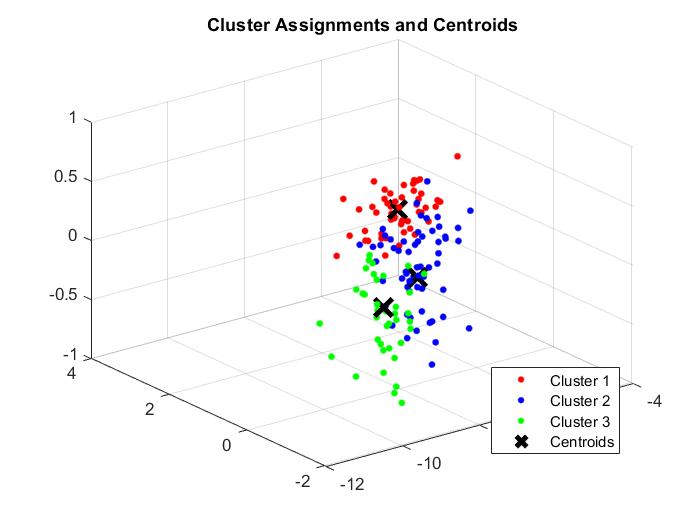 Cluster Assignments and Centroids
1
0.5
0
-0.5
-1
4
2
0
-2
-12
-10
-4
Cluster 1
Cluster 2
Cluster 3
Centroids